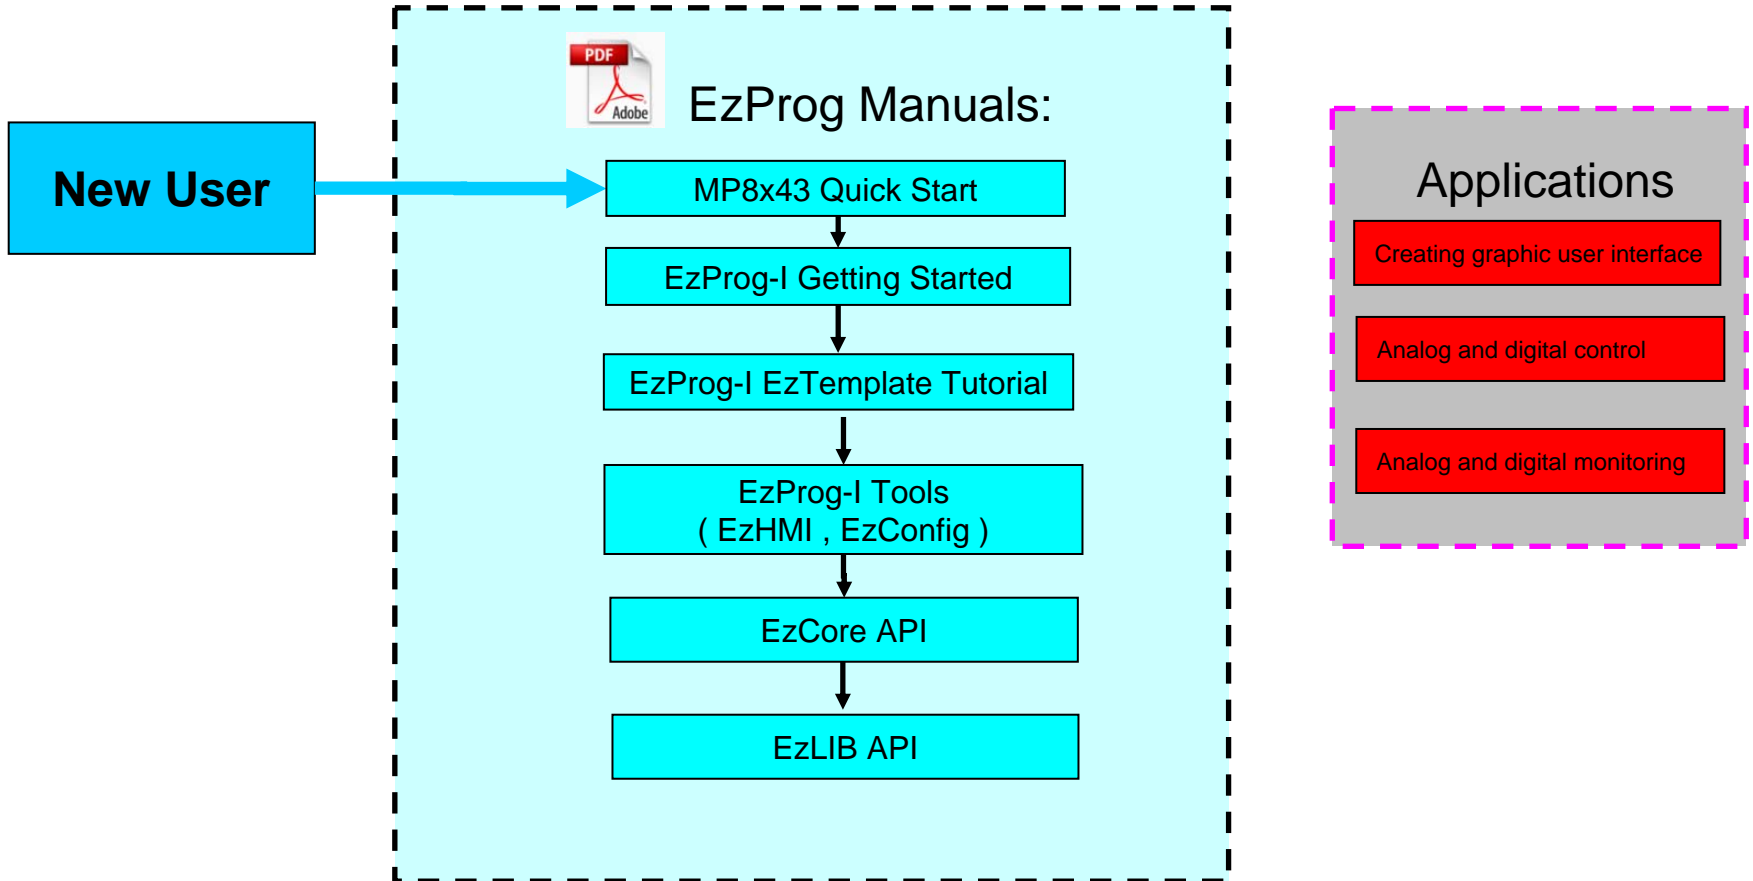 PDF
Adobe
EzProg Manuals:
New User
MP8x43 Quick Start
EzProg-I Getting Started
EzProg-I EzTemplate Tutorial
EzProg-I Tools
( EzHMI , EzConfig )
EzCore API
EzLIB API
Applications
Creating graphic user interface
Analog and digital control
Analog and digital monitoring